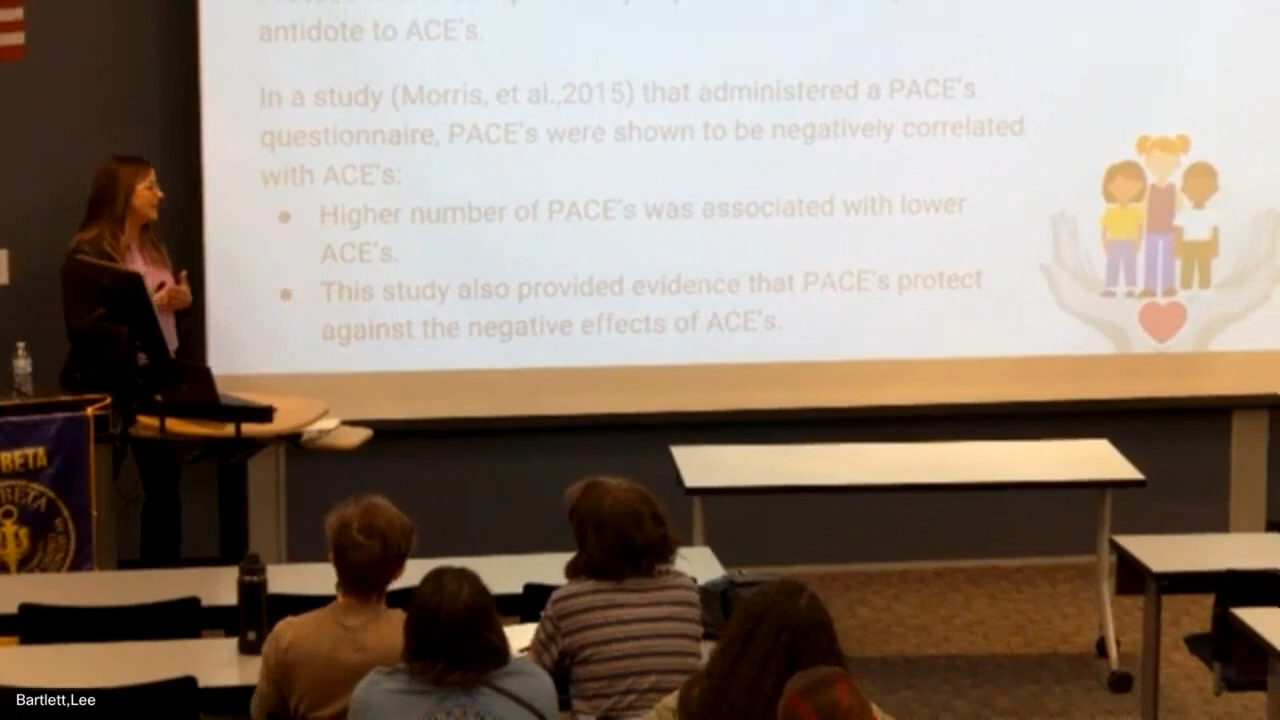 antidote to ACE's.
In a study (Morris, et al.,2015) that administered a PACE's
questionnaire, PACE's were shown to be negatively correlated
with ACE's:
Higher number of PACE's was associated with lower
ACE's.
This study also provided evidence that PACE's protect
against the negative effects of ACE's.
BETA
BETA
Bartlett,Lee